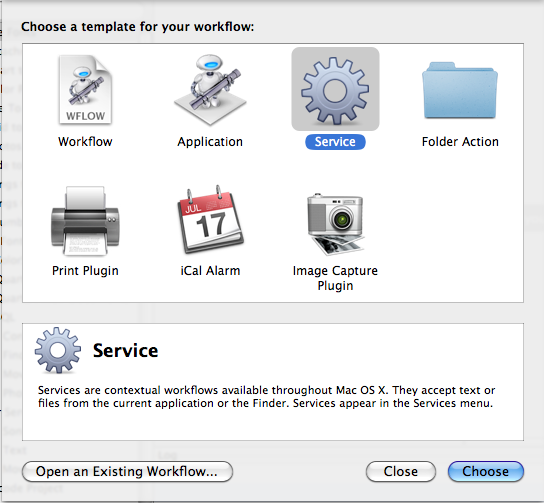 Choose a template for your workflow:
WFLOW
Workflow
Application
Service
Folder Action
JUL
17
Print Plugin
iCal Alarm
Image Capture
Plugin
Service
Services are contextual workflows available throughout Mac OS X. They accept text or
files from the current application or the Finder. Services appear in the Services menu.
Open an Existing Workflow...
Close
Choose